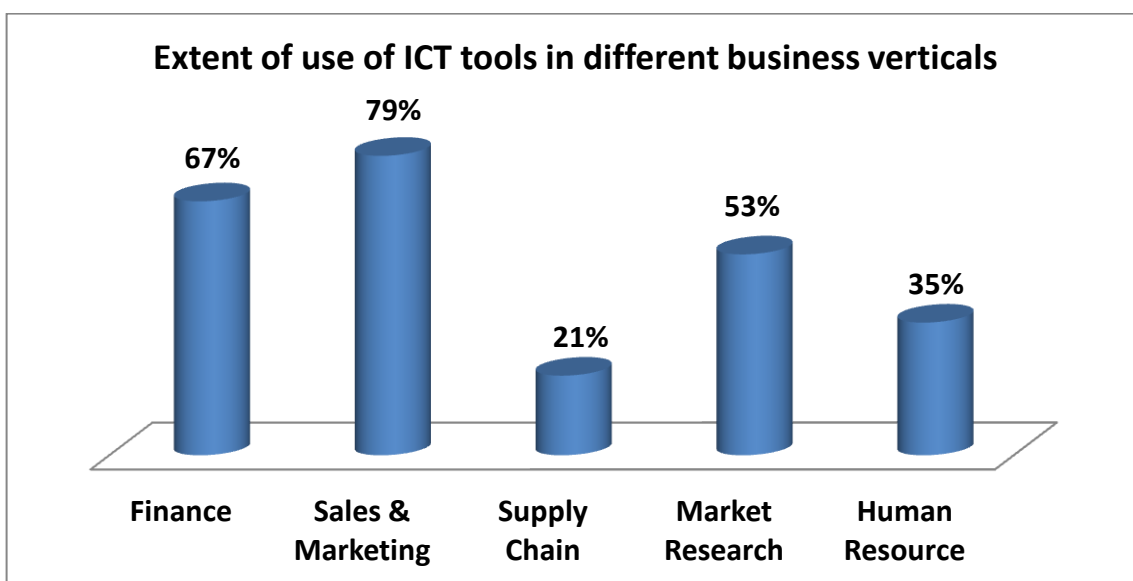 Extent of use of ICT tools in different business verticals
67%
79%
21%
53%
35%
Finance
Sales &
Marketing
Supply
Chain
Market
Research
Human
Resource